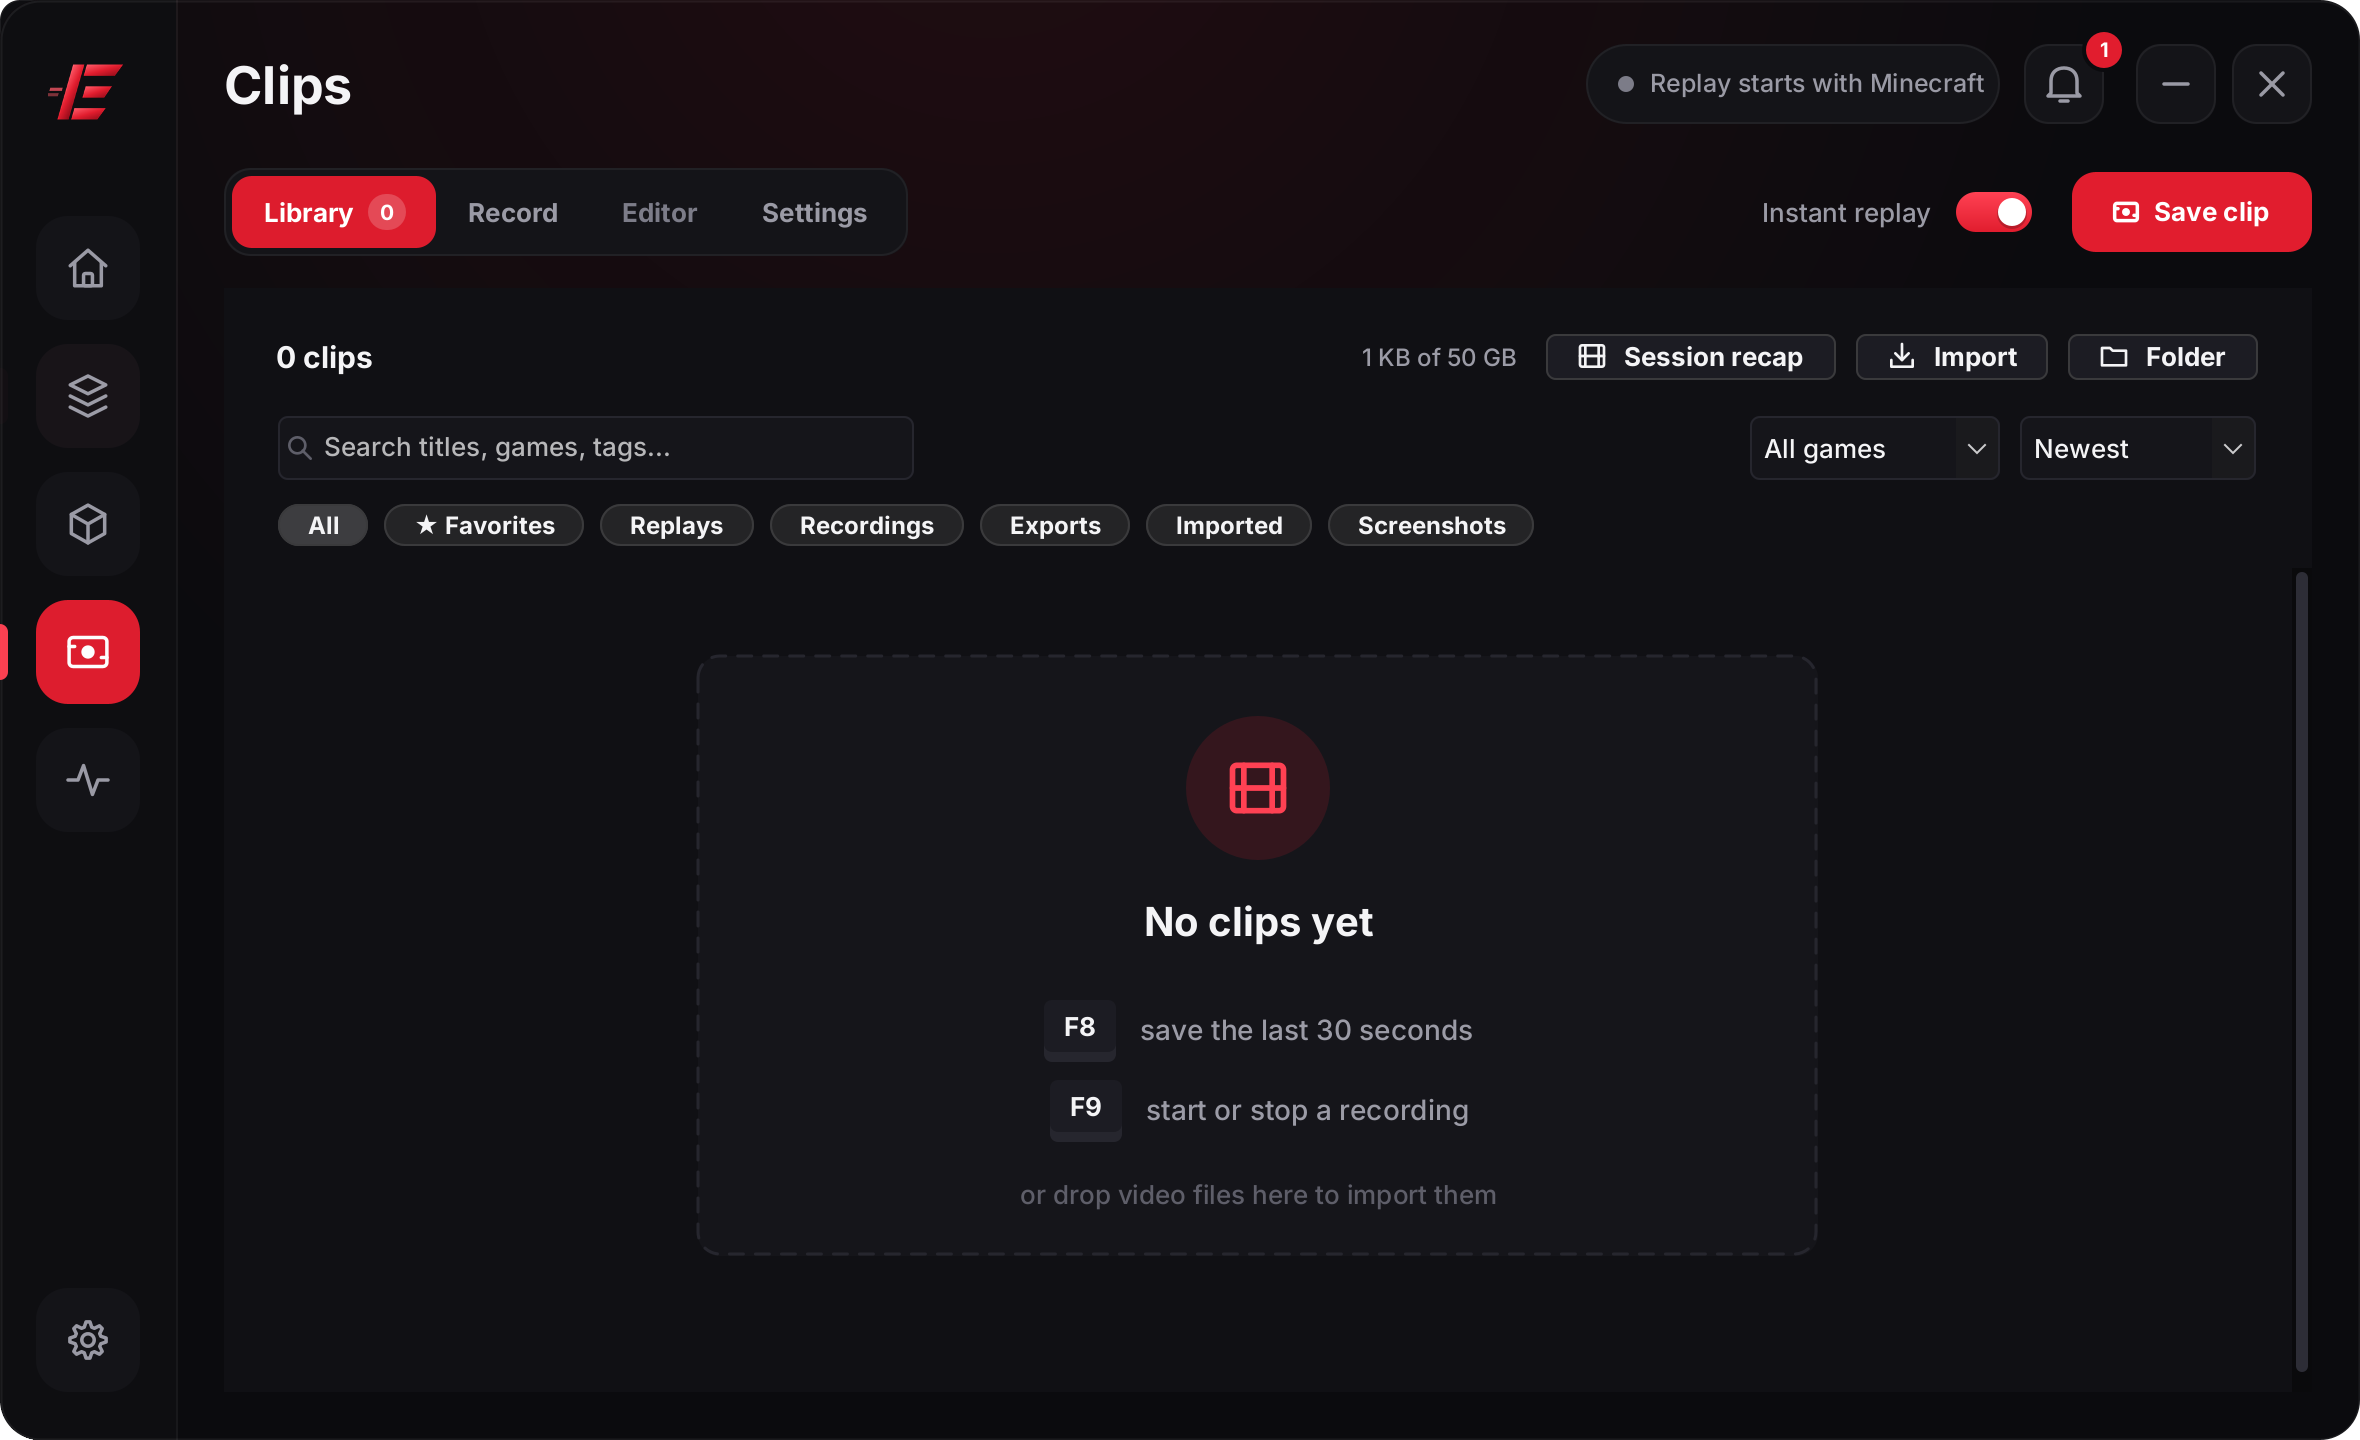 Clips
Replay starts with Minecraft
1
Library 0
Record
Editor
Settings
Instant replay
Save clip
0 clips
1 KB of 50 GB
Session recap
Import
Folder
Search titles, games, tags...
All games
Newest
All
★ Favorites
Replays
Recordings
Exports
Imported
Screenshots
No clips yet
F8 save the last 30 seconds
F9 start or stop a recording
or drop video files here to import them